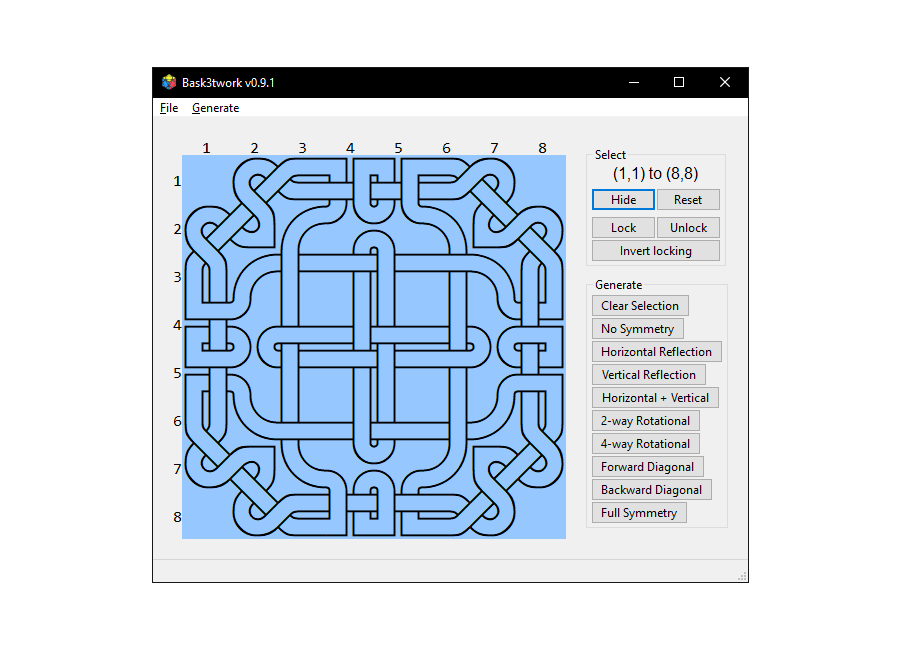 Bask3twork v0.9.1
File Generate
1 2 3 4 5 6 7 8
1
2
3
4
5
6
7
8
Select
(1,1) to (8,8)
Hide Reset
Lock Unlock
Invert locking
Generate
Clear Selection
No Symmetry
Horizontal Reflection
Vertical Reflection
Horizontal + Vertical
2-way Rotational
4-way Rotational
Forward Diagonal
Backward Diagonal
Full Symmetry